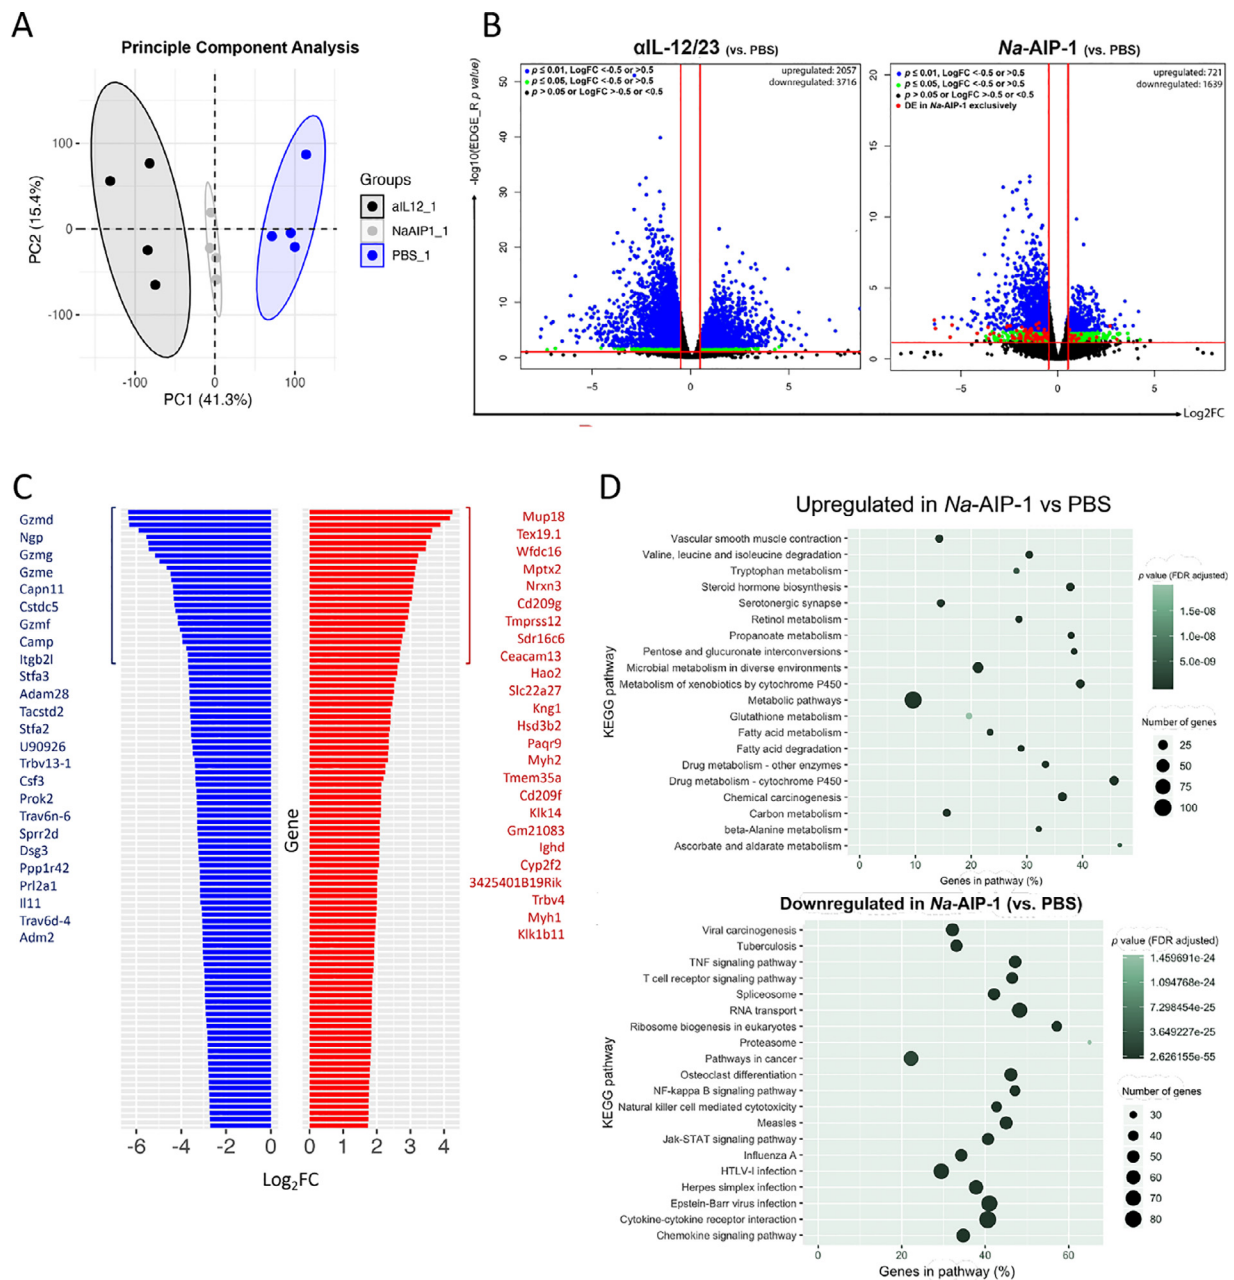 A
Principle Component Analysis
PC2 (15.4%)
100
0
-100
-100
0
100
PC1 (41.3%)
Groups
aIL12_1
NaAIP1_1
PBS_1
B
αIL-12/23 (vs. PBS)
p ≤ 0.01, LogFC <-0.5 or >0.5
p ≤ 0.05, LogFC <-0.5 or >0.5
p > 0.05 or LogFC >-0.5 or <0.5
upregulated: 2057
downregulated: 3716
-log10(EDGE_R p value)
50
40
30
20
10
0
-5
0
5
Na-AIP-1 (vs. PBS)
p ≤ 0.01, LogFC <-0.5 or >0.5
p ≤ 0.05, LogFC <-0.5 or >0.5
p > 0.05 or LogFC >-0.5 or <0.5
DE in Na-AIP-1 exclusively
upregulated: 721
downregulated: 1639
20
15
10
5
0
-5
0
5
Log2FC
C
Gzmd
Ngp
Gzmg
Gzme
Capn11
Cstdc5
Gzmf
Camp
Itgb2l
Stfa3
Adam28
Tacstd2
Stfa2
U90926
Trbv13-1
Csf3
Prok2
Trav6n-6
Sprr2d
Dsg3
Ppp1r42
Prl2a1
Il11
Trav6d-4
Adm2
Gene
Mup18
Tex19.1
Wfdc16
Mptx2
Nrxn3
Cd209g
Tmprss12
Sdr16c6
Ceacam13
Hao2
Slc22a27
Kng1
Hsd3b2
Paqr9
Myh2
Tmem35a
Cd209f
Klk14
Gm21083
Ighd
Cyp2f2
3425401B19Rik
Trbv4
Myh1
Klk1b11
-6
-4
-2
0
0
1
2
3
4
Log2FC
D
Upregulated in Na-AIP-1 vs PBS
KEGG pathway
Vascular smooth muscle contraction
Valine, leucine and isoleucine degradation
Tryptophan metabolism
Steroid hormone biosynthesis
Serotonergic synapse
Retinol metabolism
Propanoate metabolism
Pentose and glucuronate interconversions
Microbial metabolism in diverse environments
Metabolism of xenobiotics by cytochrome P450
Metabolic pathways
Glutathione metabolism
Fatty acid metabolism
Fatty acid degradation
Drug metabolism - other enzymes
Drug metabolism - cytochrome P450
Chemical carcinogenesis
Carbon metabolism
beta-Alanine metabolism
Ascorbate and aldarate metabolism
0
10
20
30
40
Genes in pathway (%)
p value (FDR adjusted)
1.5e-08
1.0e-08
5.0e-09
Number of genes
25
50
75
100
Downregulated in Na-AIP-1 (vs. PBS)
KEGG pathway
Viral carcinogenesis
Tuberculosis
TNF signaling pathway
T cell receptor signaling pathway
Spliceosome
RNA transport
Ribosome biogenesis in eukaryotes
Proteasome
Pathways in cancer
Osteoclast differentiation
NF-kappa B signaling pathway
Natural killer cell mediated cytotoxicity
Measles
Jak-STAT signaling pathway
Influenza A
HTLV-I infection
Herpes simplex infection
Epstein-Barr virus infection
Cytokine-cytokine receptor interaction
Chemokine signaling pathway
0
20
40
60
Genes in pathway (%)
p value (FDR adjusted)
1.459691e-24
1.094768e-24
7.298454e-25
3.649227e-25
2.626155e-55
Number of genes
30
40
50
60
70
80